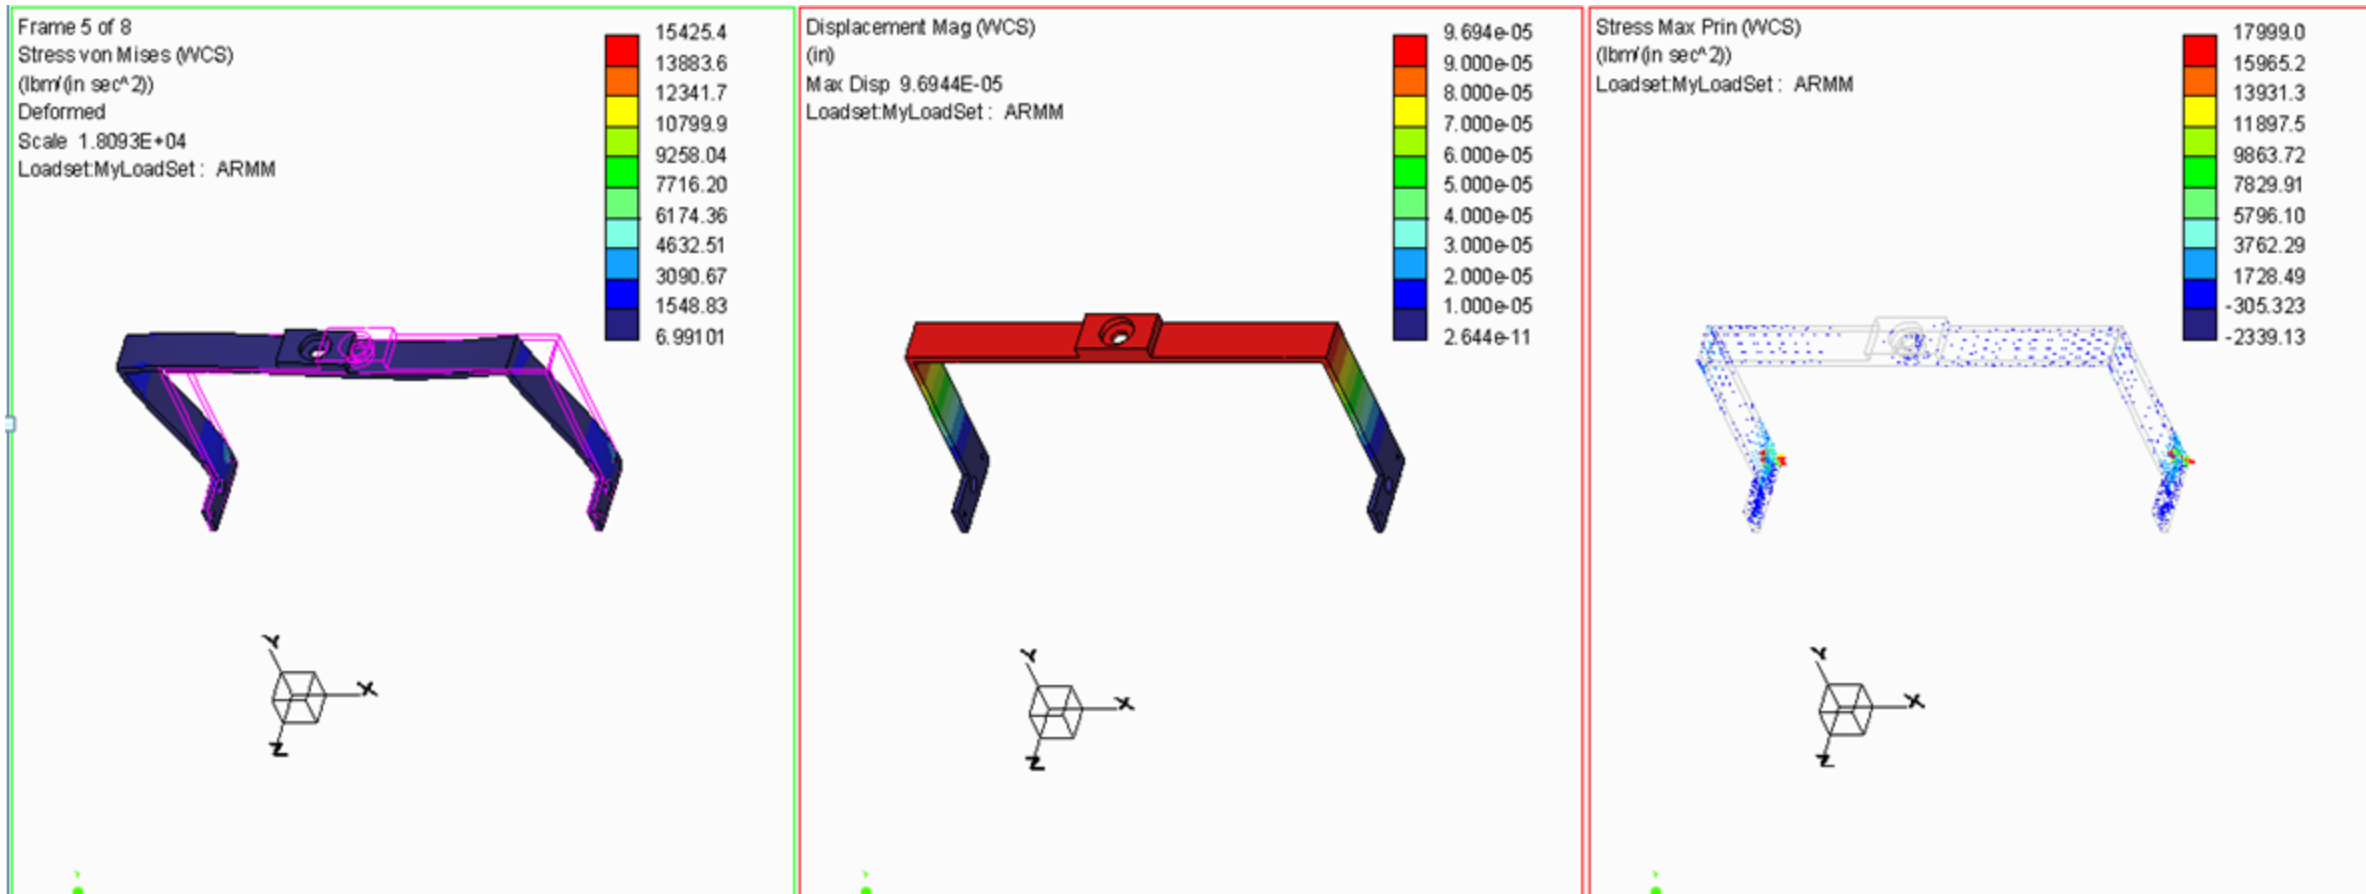 Frame 5 of 8
Stress von Mises (WCS)
(lbm/(in sec^2))
Deformed
Scale 1.8093E+04
Loadset:MyLoadSet : ARMM
15425.4
13883.6
12341.7
10799.9
9258.04
7716.20
6174.36
4632.51
3090.67
1548.83
6.99101
Y
X
Z
Displacement Mag (WCS)
(in)
Max Disp 9.6944E-05
Loadset:MyLoadSet : ARMM
9.694e-05
9.000e-05
8.000e-05
7.000e-05
6.000e-05
5.000e-05
4.000e-05
3.000e-05
2.000e-05
1.000e-05
2.644e-11
Y
X
Z
Stress Max Prin (WCS)
(lbm/(in sec^2))
Loadset:MyLoadSet : ARMM
17999.0
15965.2
13931.3
11897.5
9863.72
7829.91
5796.10
3762.29
1728.49
-305.323
-2339.13
Y
X
Z